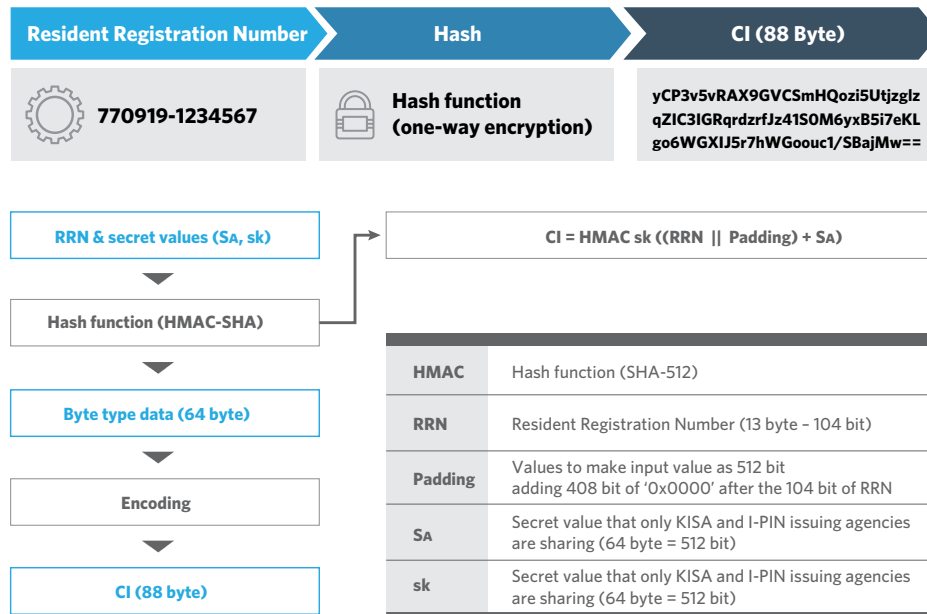 Resident Registration Number
Hash
CI (88 Byte)
770919-1234567
Hash function
(one-way encryption)
yCP3v5vRAX9GVCSmHQozi5Utjzglz
qZIC3IGRqrdzrfJz41S0M6yxB5i7eKL
go6WGXIJ5r7hWGoouc1/SBajMw==
RRN & secret values (SA, sk)
CI = HMAC sk ((RRN || Padding) + SA)
Hash function (HMAC-SHA)
Byte type data (64 byte)
Encoding
CI (88 byte)
HMAC
Hash function (SHA-512)
RRN
Resident Registration Number (13 byte – 104 bit)
Padding
Values to make input value as 512 bit
adding 408 bit of '0x0000' after the 104 bit of RRN
SA
Secret value that only KISA and I-PIN issuing agencies
are sharing (64 byte = 512 bit)
sk
Secret value that only KISA and I-PIN issuing agencies
are sharing (64 byte = 512 bit)